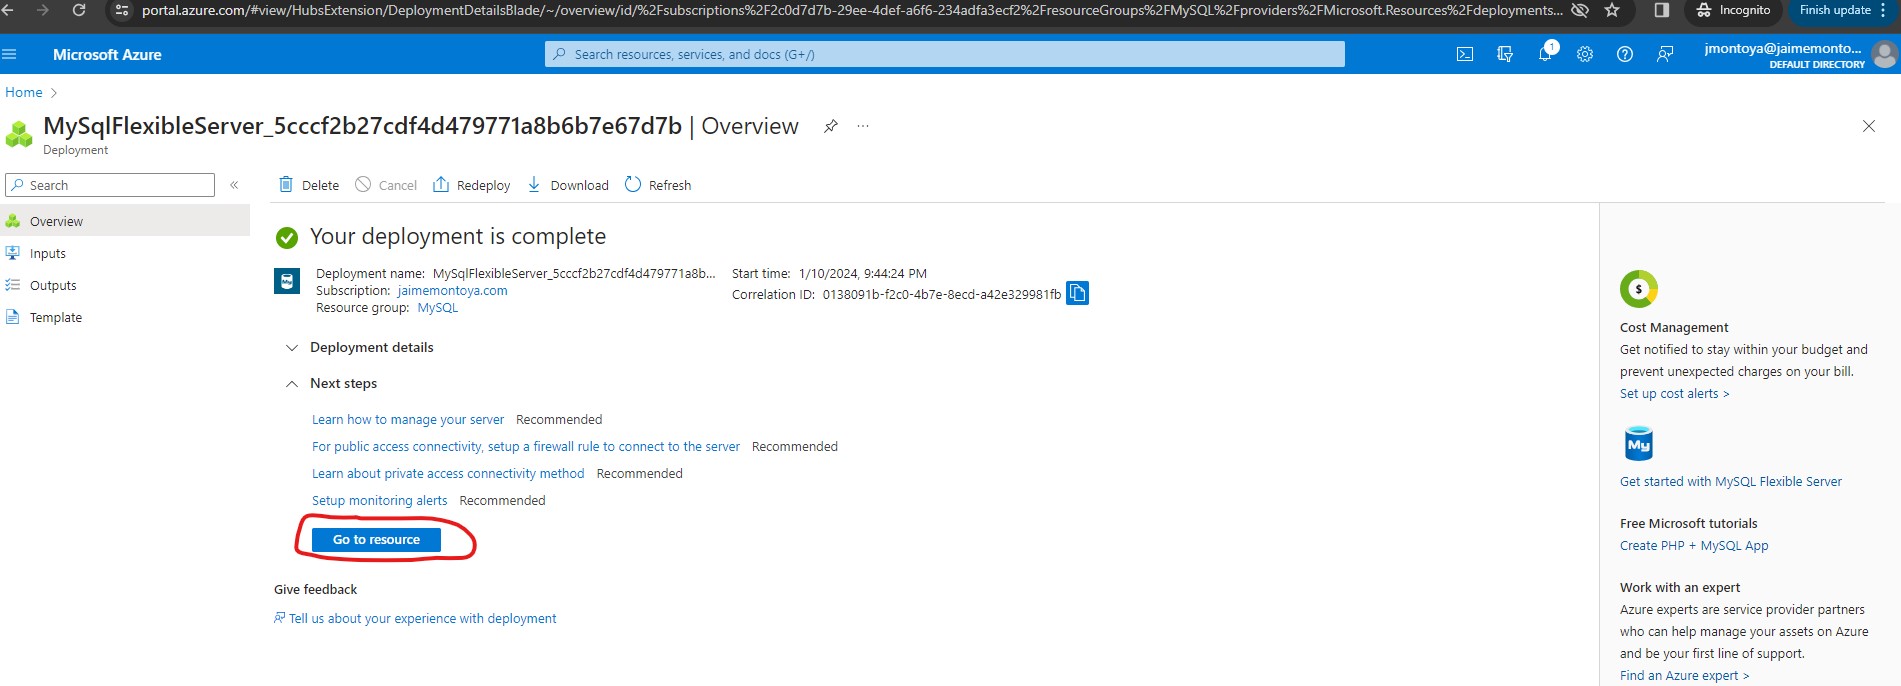 portal.azure.com/#view/HubsExtension/DeploymentDetailsBlade/~/overview/id/%2Fsubscriptions%2F2c0d7d7b-29ee-4def-a6f6-234adfa3ecf2%2FresourceGroups%2FMySQL%2Fproviders%2FMicrosoft.Resources%2Fdeployments... Incognito Finish update
Microsoft Azure Search resources, services, and docs (G+/) 1 jmontoya@jaimemonto...
DEFAULT DIRECTORY
Home >
MySqlFlexibleServer_5cccf2b27cdf4d479771a8b6b7e67d7b | Overview ...
Deployment
Search «
Delete Cancel Redeploy Download Refresh
Overview
Inputs
Outputs
Template
Your deployment is complete
My
Deployment name: MySqlFlexibleServer_5cccf2b27cdf4d479771a8b... Start time: 1/10/2024, 9:44:24 PM
Subscription: jaimemontoya.com Correlation ID: 0138091b-f2c0-4b7e-8ecd-a42e329981fb
Resource group: MySQL
Deployment details
Next steps
Learn how to manage your server Recommended
For public access connectivity, setup a firewall rule to connect to the server Recommended
Learn about private access connectivity method Recommended
Setup monitoring alerts Recommended
Go to resource
Give feedback
Tell us about your experience with deployment
$
Cost Management
Get notified to stay within your budget and
prevent unexpected charges on your bill.
Set up cost alerts >
My
Get started with MySQL Flexible Server
Free Microsoft tutorials
Create PHP + MySQL App
Work with an expert
Azure experts are service provider partners
who can help manage your assets on Azure
and be your first line of support.
Find an Azure expert >